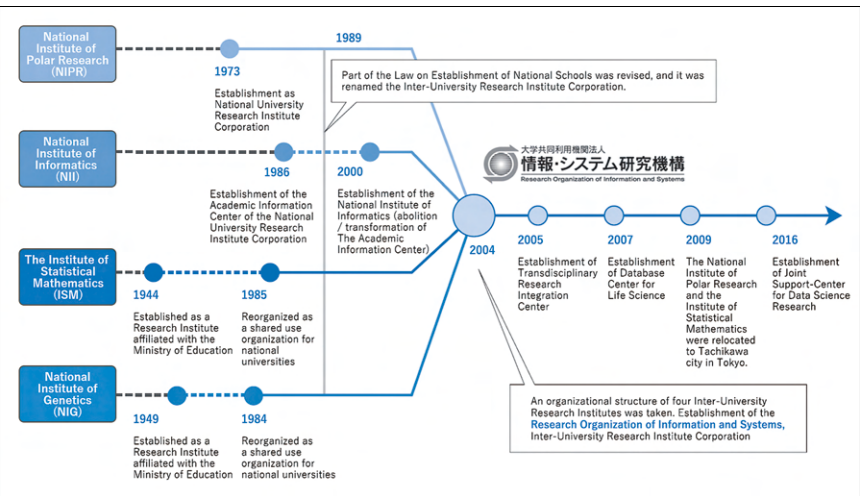 National
Institute of
Polar Research
(NIPR)
1973
Establishment as
National University
Research Institute
Corporation
1989
Part of the Law on Establishment of National Schools was revised, and it was
renamed the Inter-University Research Institute Corporation.
National
Institute of
Informatics
(NII)
1986
Establishment of the
Academic Information
Center of the National
University Research
Institute Corporation
2000
Establishment of the
National Institute of
Informatics (abolition
/ transformation of
The Academic
Information Center)
大学共同利用機関法人
情報・システム研究機構
Research Organization of Information and Systems
The Institute of
Statistical
Mathematics
(ISM)
1944
Established as a
Research Institute
affiliated with the
Ministry of Education
1985
Reorganized as
a shared use
organization for
national
universities
2004
2005
Establishment of
Transdisciplinary
Research
Integration
Center
2007
Establishment
of Database
Center for
Life Science
2009
The National
Institute of
Polar Research
and the
Institute of
Statistical
Mathematics
were relocated
to Tachikawa
city in Tokyo.
2016
Establishment
of Joint
Support-Center
for Data Science
Research
National
Institute of
Genetics
(NIG)
1949
Established as a
Research Institute
affiliated with the
Ministry of Education
1984
Reorganized as
a shared use
organization for
national universities
An organizational structure of four Inter-University
Research Institutes was taken. Establishment of the
Research Organization of Information and Systems,
Inter-University Research Institute Corporation